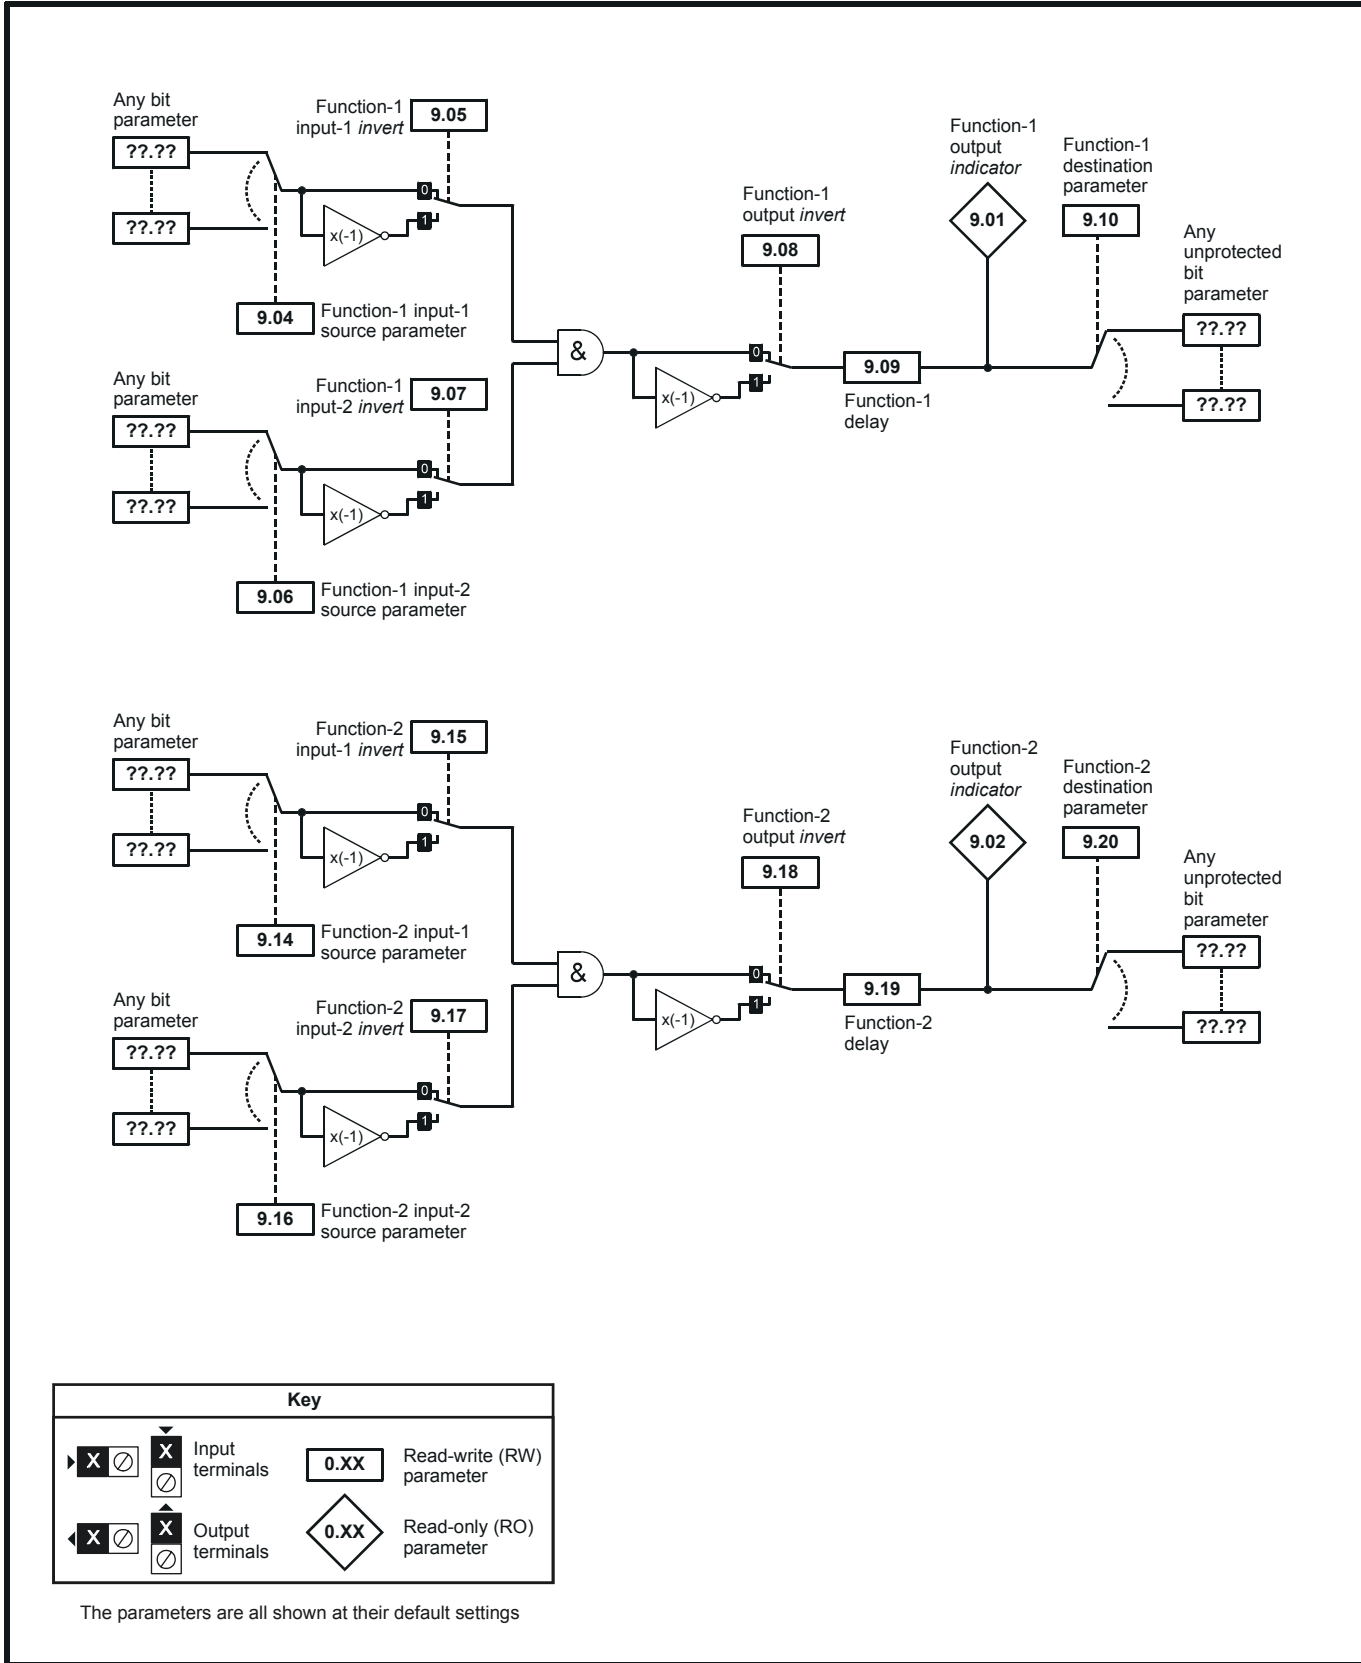 Any bit
parameter
??.??
??.??
Function-1
input-1 invert
9.05
0
1
x(-1)
9.04
Function-1 input-1
source parameter
Any bit
parameter
??.??
??.??
Function-1
input-2 invert
9.07
0
1
x(-1)
9.06
Function-1 input-2
source parameter
&
Function-1
output invert
9.08
0
1
x(-1)
9.09
Function-1
delay
Function-1
output
indicator
9.01
Function-1
destination
parameter
9.10
Any
unprotected
bit
parameter
??.??
??.??
Any bit
parameter
??.??
??.??
Function-2
input-1 invert
9.15
0
1
x(-1)
9.14
Function-2 input-1
source parameter
Any bit
parameter
??.??
??.??
Function-2
input-2 invert
9.17
0
1
x(-1)
9.16
Function-2 input-2
source parameter
&
Function-2
output invert
9.18
0
1
x(-1)
9.19
Function-2
delay
Function-2
output
indicator
9.02
Function-2
destination
parameter
9.20
Any
unprotected
bit
parameter
??.??
??.??
Key
X
X
Input
terminals
0.XX
Read-write (RW)
parameter
X
X
Output
terminals
0.XX
Read-only (RO)
parameter
The parameters are all shown at their default settings